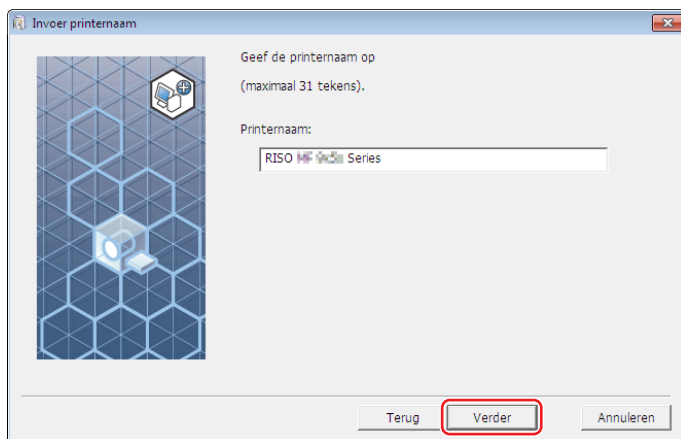 Invoer printernaam
Geef de printernaam op
(maximaal 31 tekens).
Printernaam:
RISO Series
Terug
Verder
Annuleren